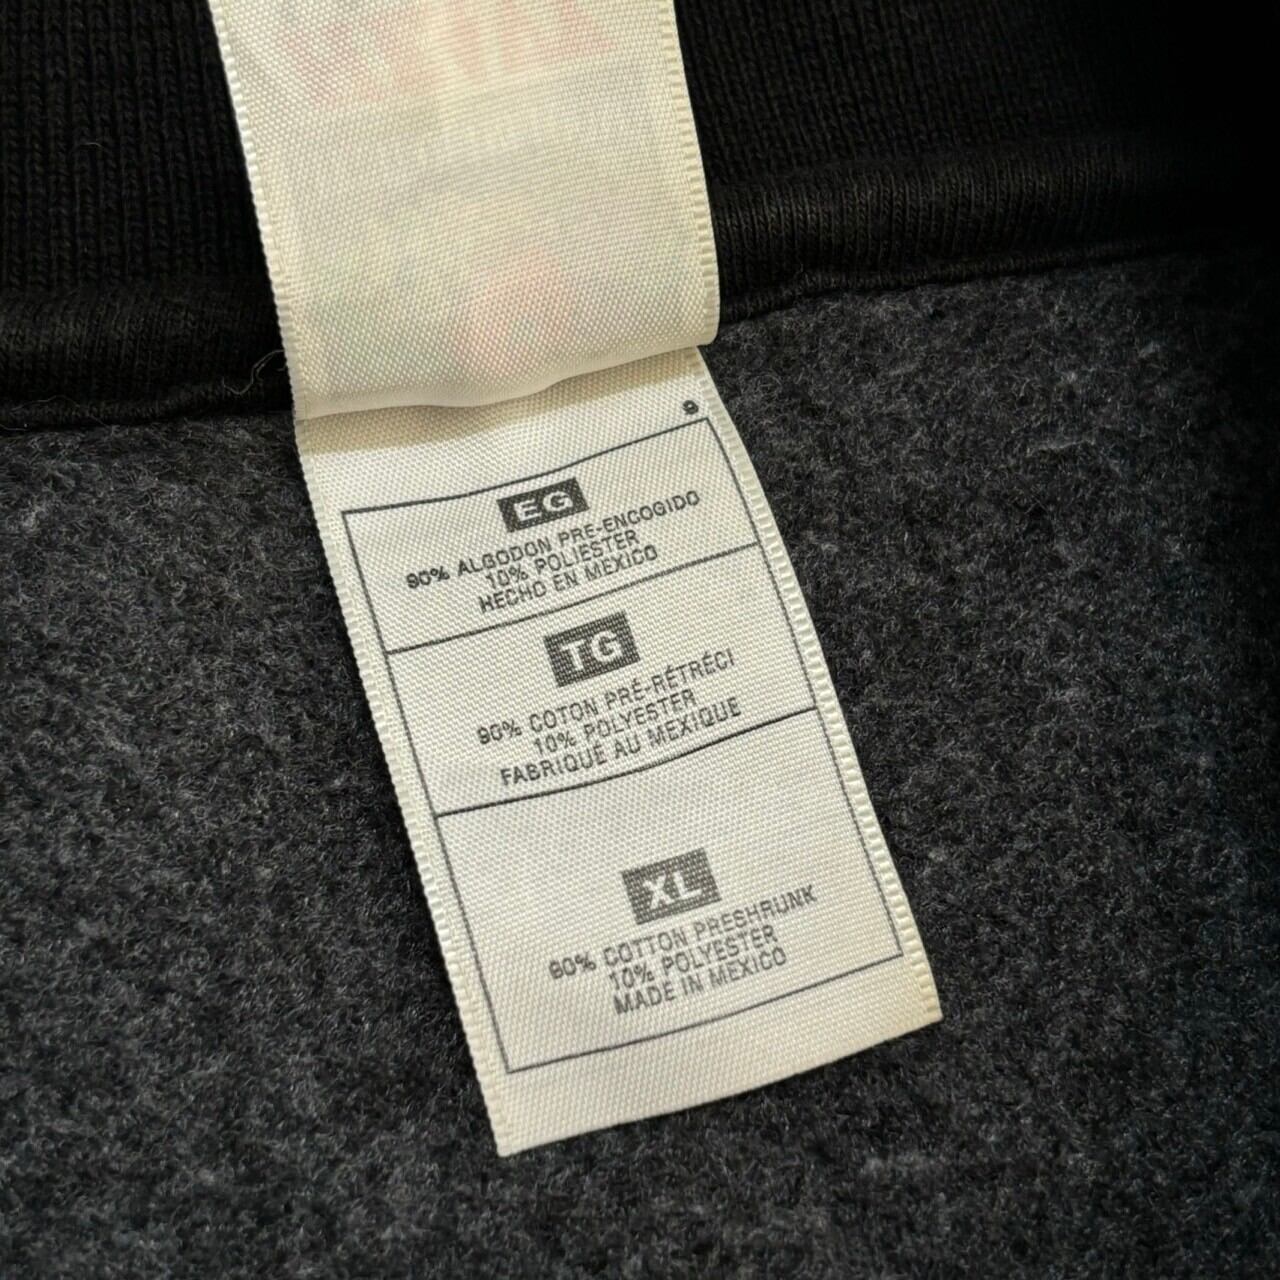 9
EG
90% ALGODON PRE-ENCOGIDO
10% POLIESTER
HECHO EN MEXICO
TG
90% COTON PRÉ-RÉTRÉCI
10% POLYESTER
FABRIQUÉ AU MEXIQUE
XL
90% COTTON PRESHRUNK
10% POLYESTER
MADE IN MEXICO